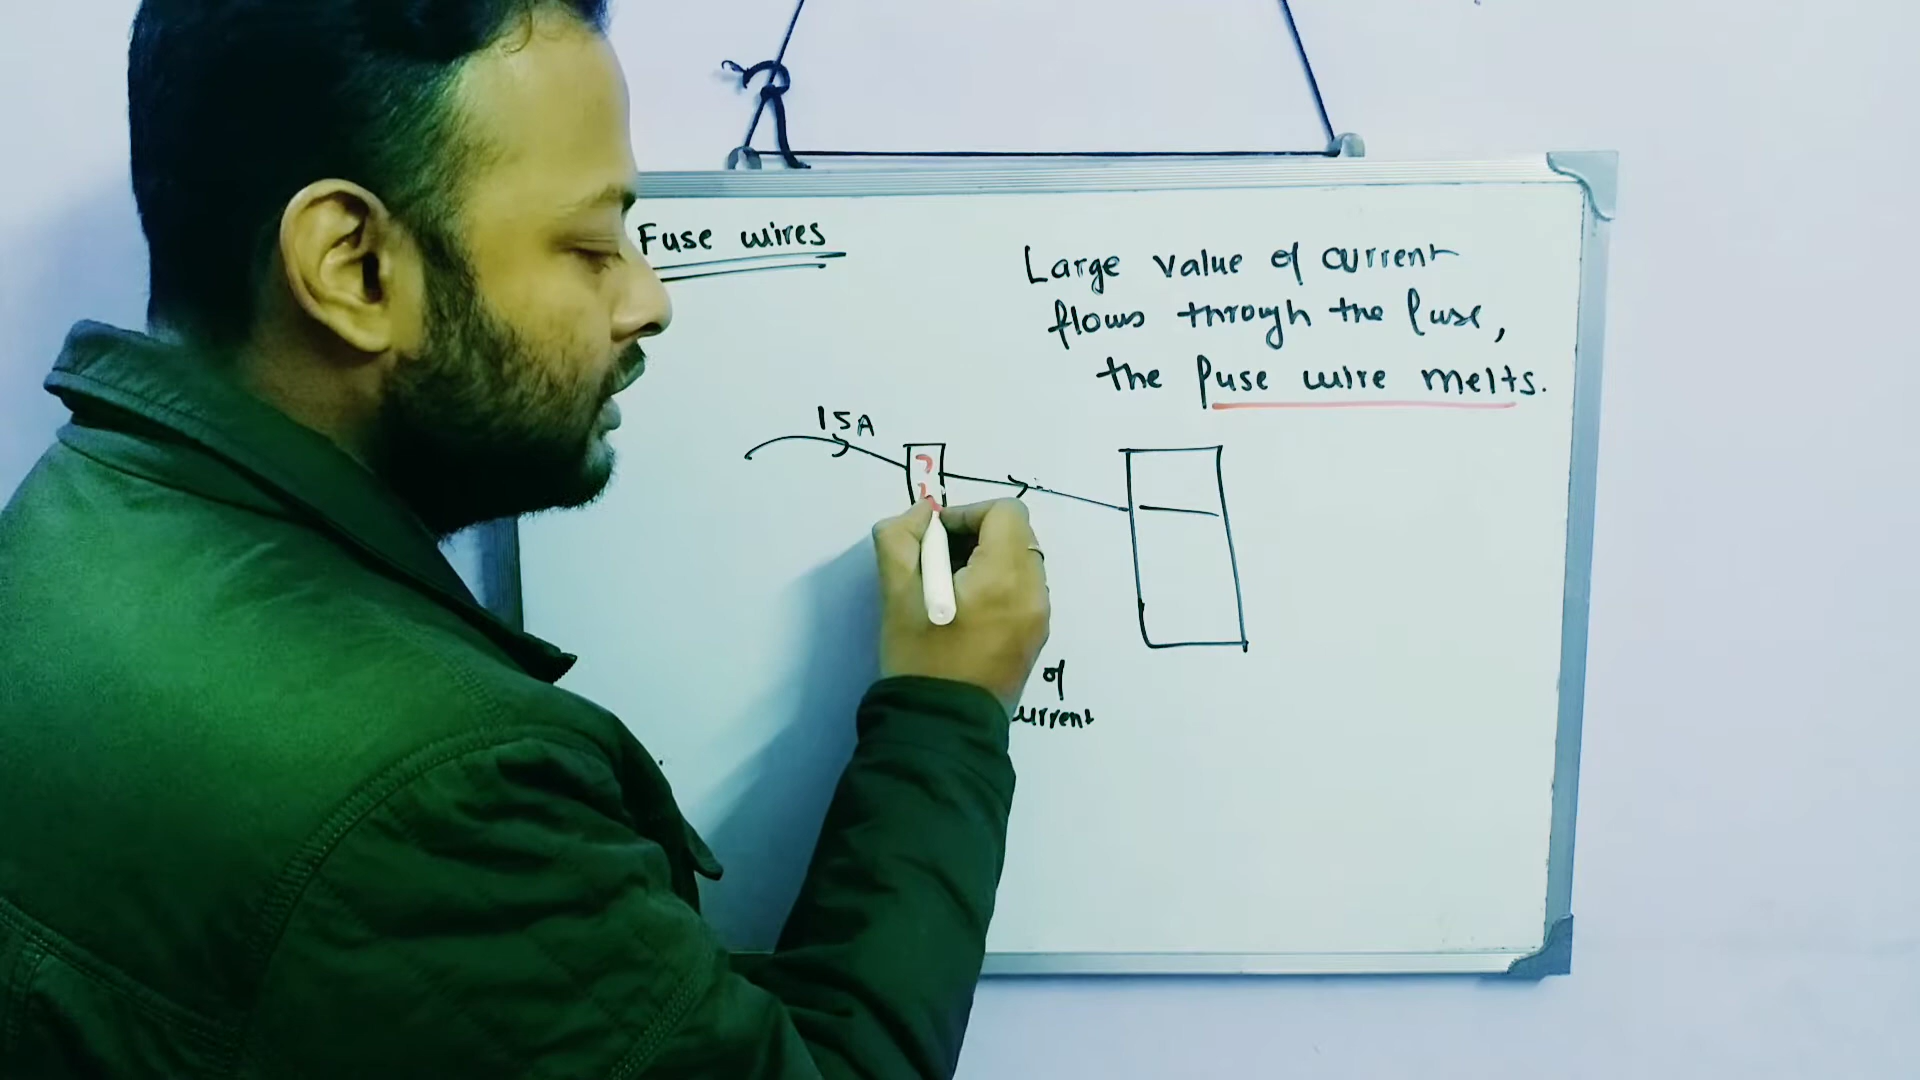 Fuse wires
Large value of current
flows through the fuse,
the fuse wire melts.
15A
of
urrent